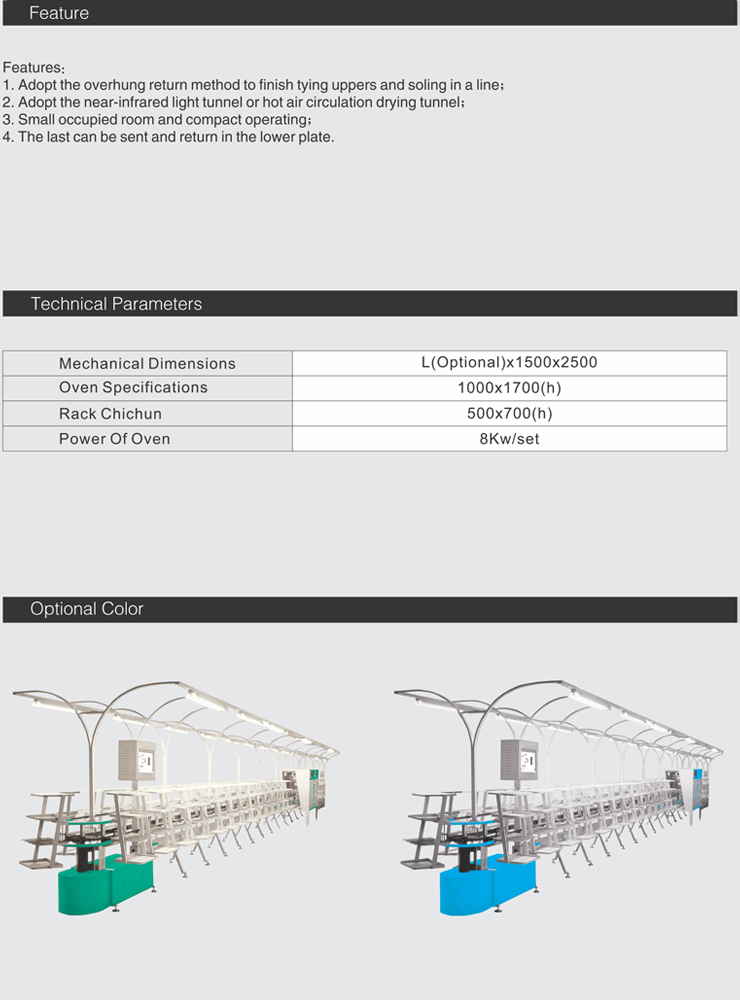 Feature
Features：
1. Adopt the overhung return method to finish tying uppers and soling in a line；
2. Adopt the near-infrared light tunnel or hot air circulation drying tunnel；
3. Small occupied room and compact operating；
4. The last can be sent and return in the lower plate.
Technical Parameters
Mechanical Dimensions L(Optional)x1500x2500
Oven Specifications 1000x1700(h)
Rack Chichun 500x700(h)
Power Of Oven 8Kw/set
Optional Color